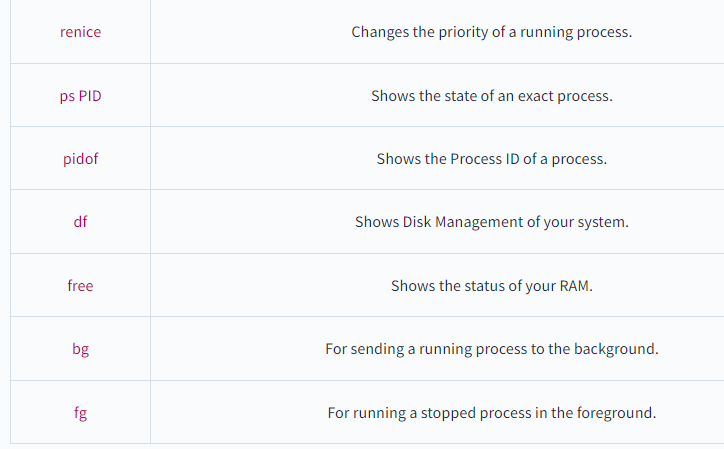 renice Changes the priority of a running process.
ps PID Shows the state of an exact process.
pidof Shows the Process ID of a process.
df Shows Disk Management of your system.
free Shows the status of your RAM.
bg For sending a running process to the background.
fg For running a stopped process in the foreground.